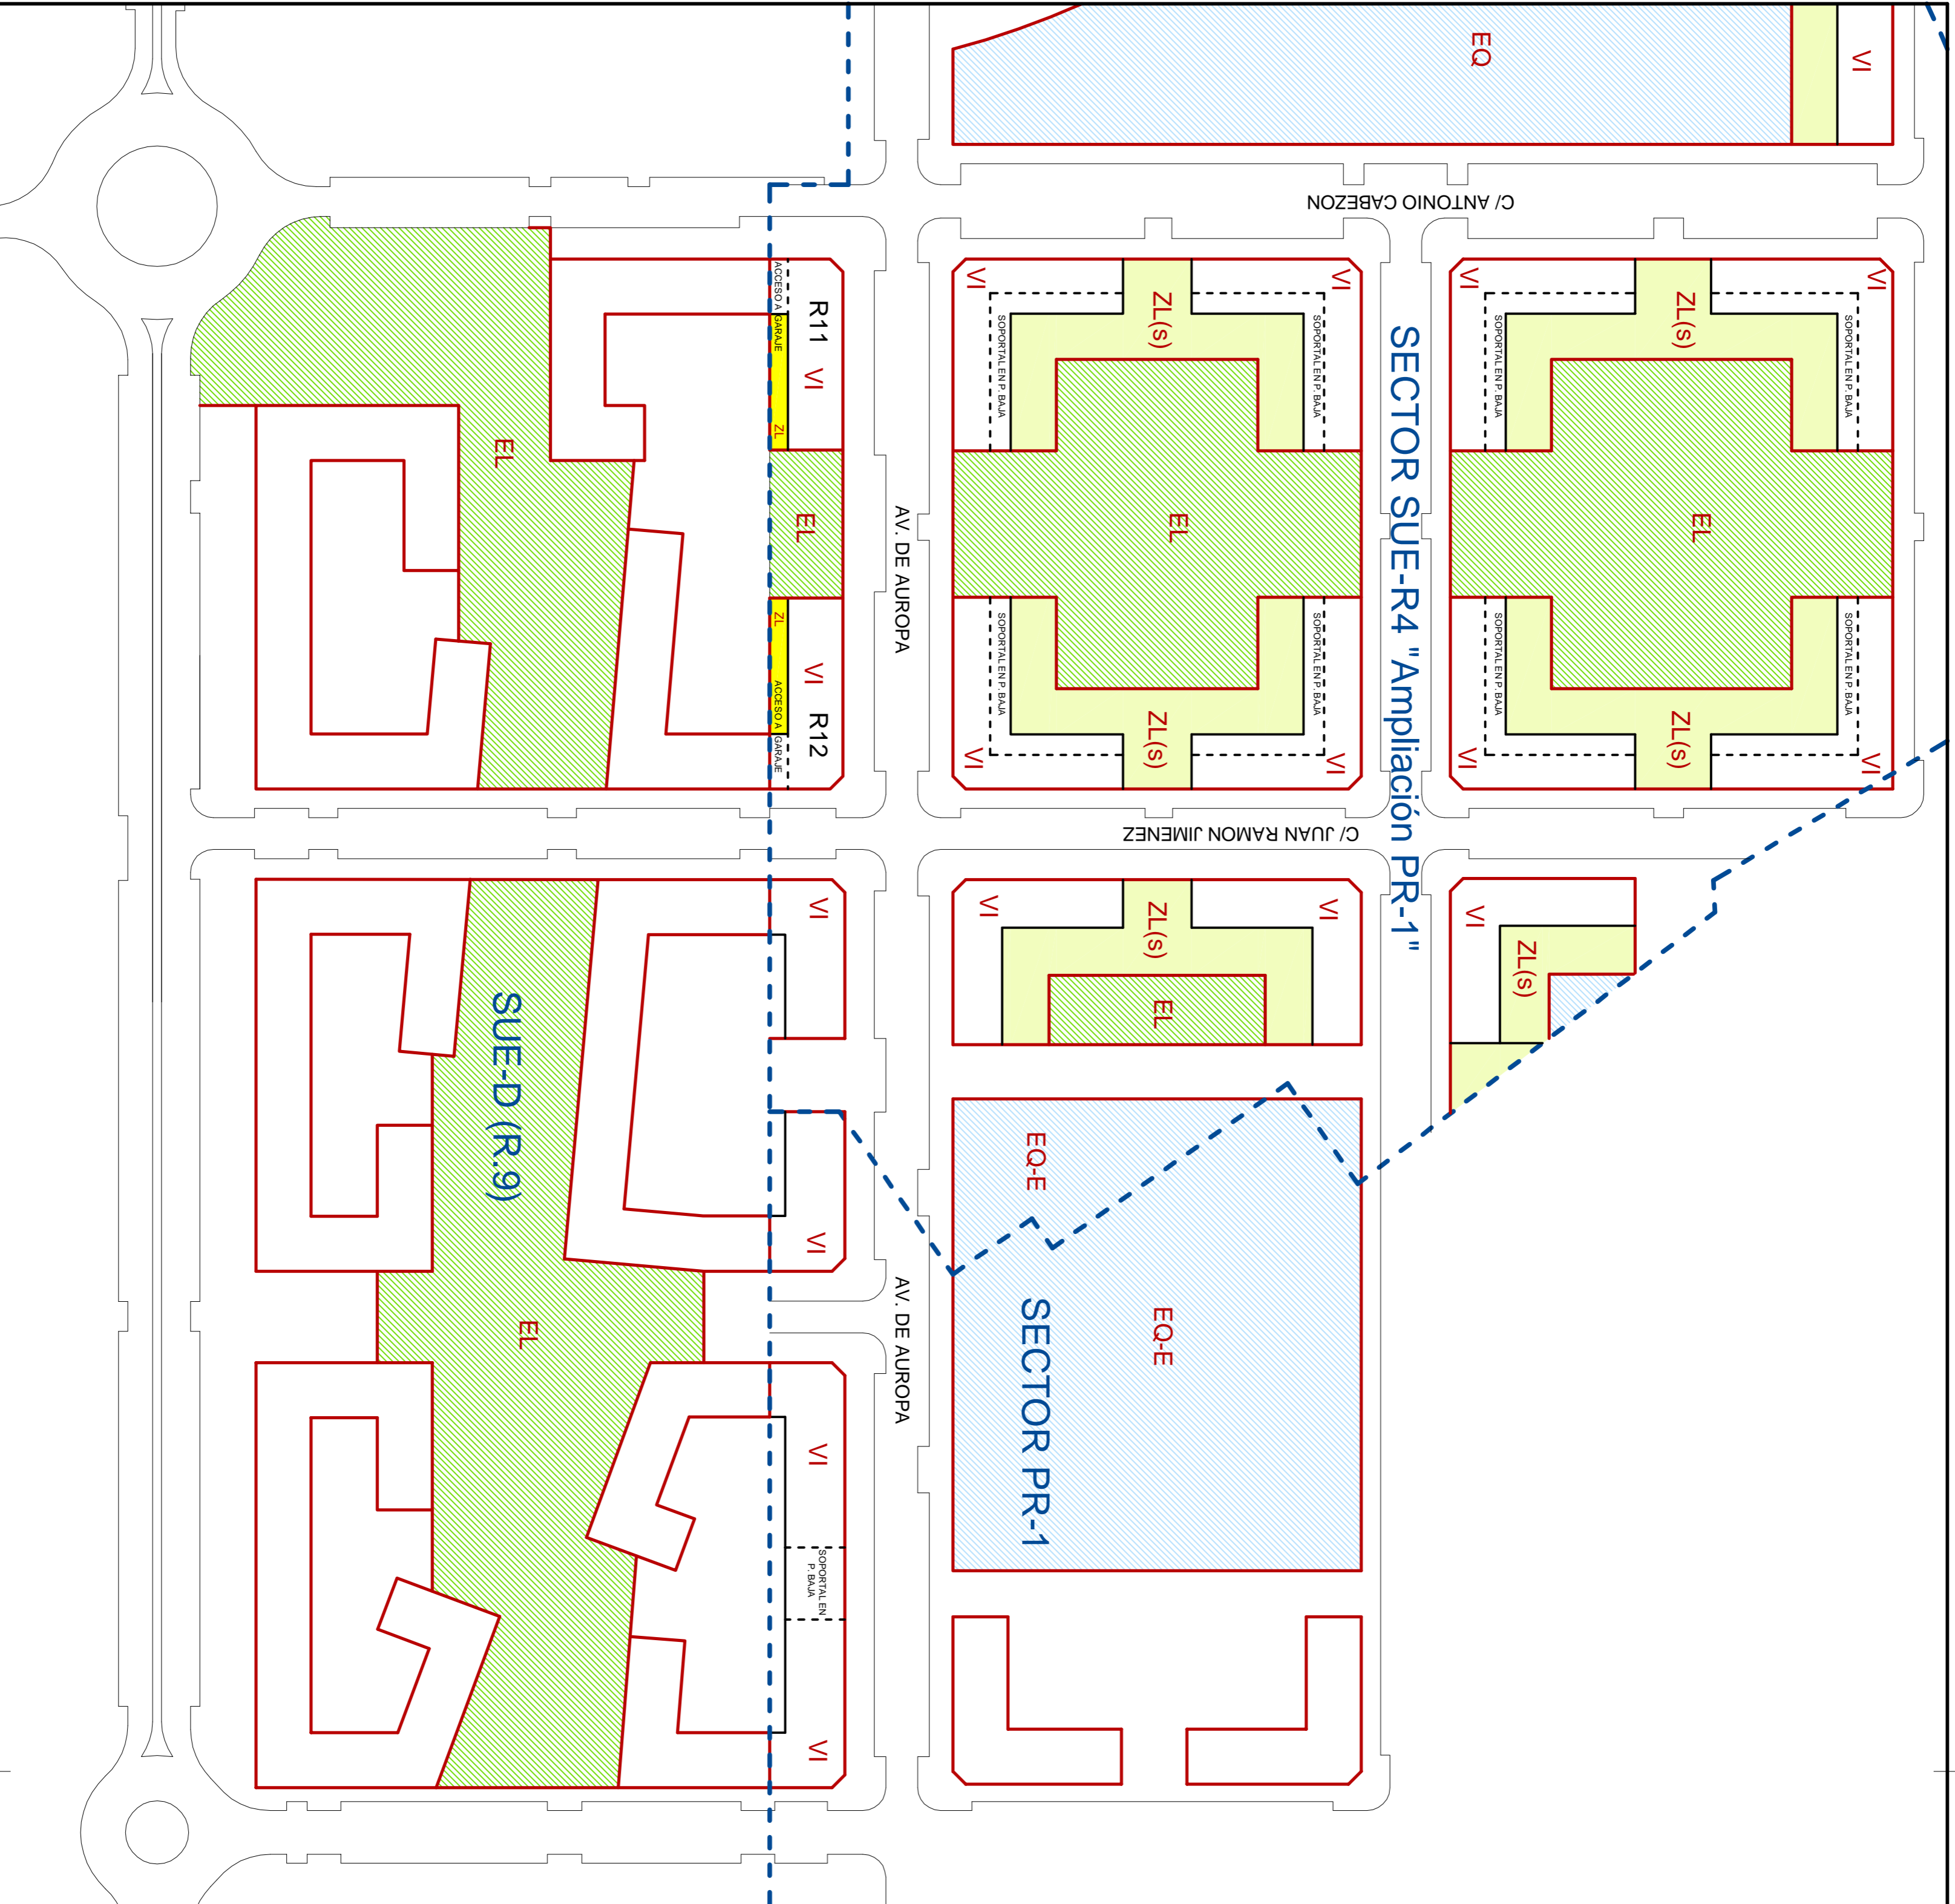 EQ
VI
C/ ANTONIO CABEZON
VI
VI
VI
VI
ZL(s)
ZL(s)
SOPORTAL EN P. BAJA
SOPORTAL EN P. BAJA
SOPORTAL EN P. BAJA
SOPORTAL EN P. BAJA
ACCESO A GARAJE
R11
VI
ZL
EL
EL
EL
EL
AV. DE AUROPA
SECTOR SUE-R4 "Ampliación PR-1"
ZL
VI
R12
ACCESO A GARAJE
SOPORTAL EN P. BAJA
SOPORTAL EN P. BAJA
SOPORTAL EN P. BAJA
SOPORTAL EN P. BAJA
ZL(s)
ZL(s)
VI
VI
VI
VI
C/ JUAN RAMON JIMENEZ
VI
VI
VI
VI
ZL(s)
ZL(s)
EL
SUE-D (R.9)
EQ-E
VI
EL
AV. DE AUROPA
EQ-E
SECTOR PR-1
VI
SOPORTAL EN
P. BAJA
VI